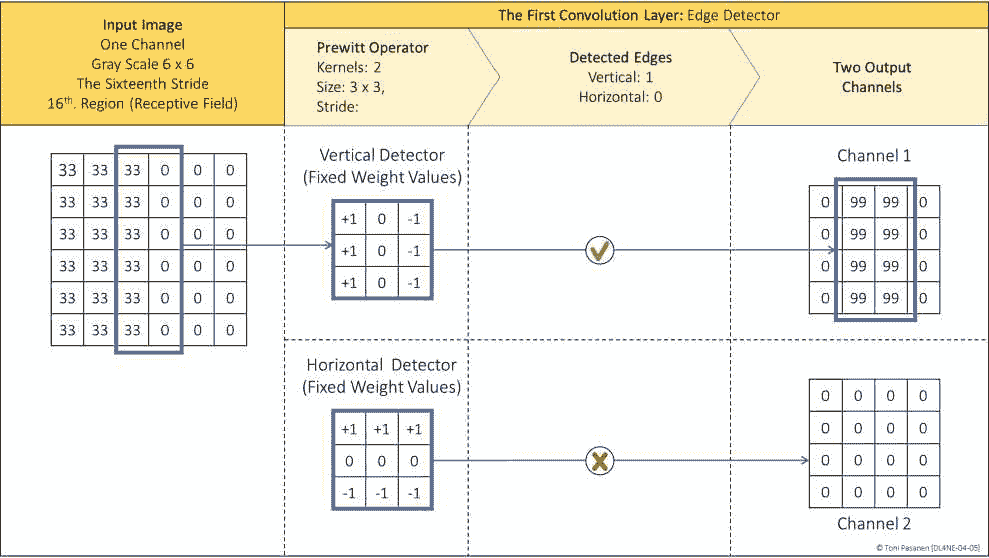 Input Image
One Channel
Gray Scale 6 x 6
The Sixteenth Stride
16th. Region (Receptive Field)
The First Convolution Layer: Edge Detector
Prewitt Operator
Kernels: 2
Size: 3 x 3,
Stride:
Detected Edges
Vertical: 1
Horizontal: 0
Two Output
Channels
33 33 33 0 0 0
33 33 33 0 0 0
33 33 33 0 0 0
33 33 33 0 0 0
33 33 33 0 0 0
33 33 33 0 0 0
Vertical Detector
(Fixed Weight Values)
+1 0 -1
+1 0 -1
+1 0 -1
Channel 1
0 99 99 0
0 99 99 0
0 99 99 0
0 99 99 0
Horizontal Detector
(Fixed Weight Values)
+1 +1 +1
0 0 0
-1 -1 -1
0 0 0 0
0 0 0 0
0 0 0 0
0 0 0 0
Channel 2
© Toni Pasanen [DL4NE-04-05]